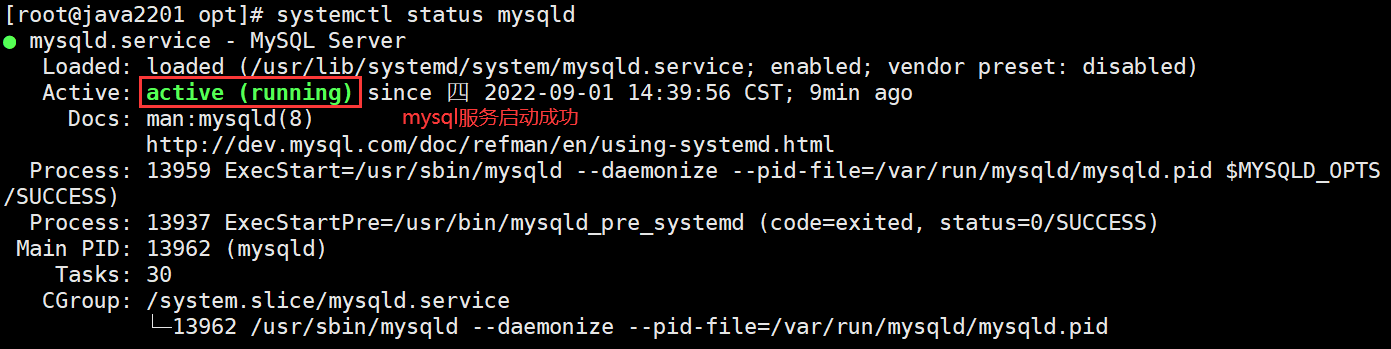 [root@java2201 opt]# systemctl status mysqld
● mysqld.service - MySQL Server
Loaded: loaded (/usr/lib/systemd/system/mysqld.service; enabled; vendor preset: disabled)
Active: active (running) since 四 2022-09-01 14:39:56 CST; 9min ago
Docs: man:mysqld(8)
mysql服务启动成功
http://dev.mysql.com/doc/refman/en/using-systemd.html
Process: 13959 ExecStart=/usr/sbin/mysqld --daemonize --pid-file=/var/run/mysqld/mysqld.pid $MYSQLD_OPTS
/SUCCESS)
Process: 13937 ExecStartPre=/usr/bin/mysqld_pre_systemd (code=exited, status=0/SUCCESS)
Main PID: 13962 (mysqld)
Tasks: 30
CGroup: /system.slice/mysqld.service
└─13962 /usr/sbin/mysqld --daemonize --pid-file=/var/run/mysqld/mysqld.pid